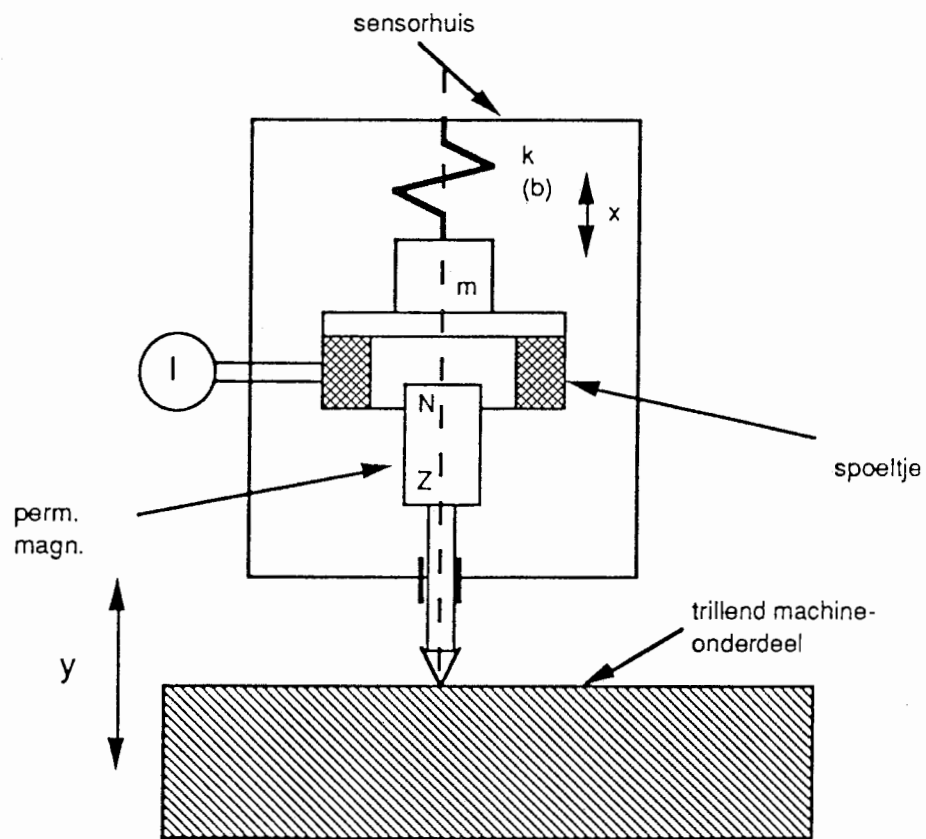 sensorhuis
k
(b)
x
m
I
N
Z
spoeltje
perm.
magn.
y
trillend machine-
onderdeel